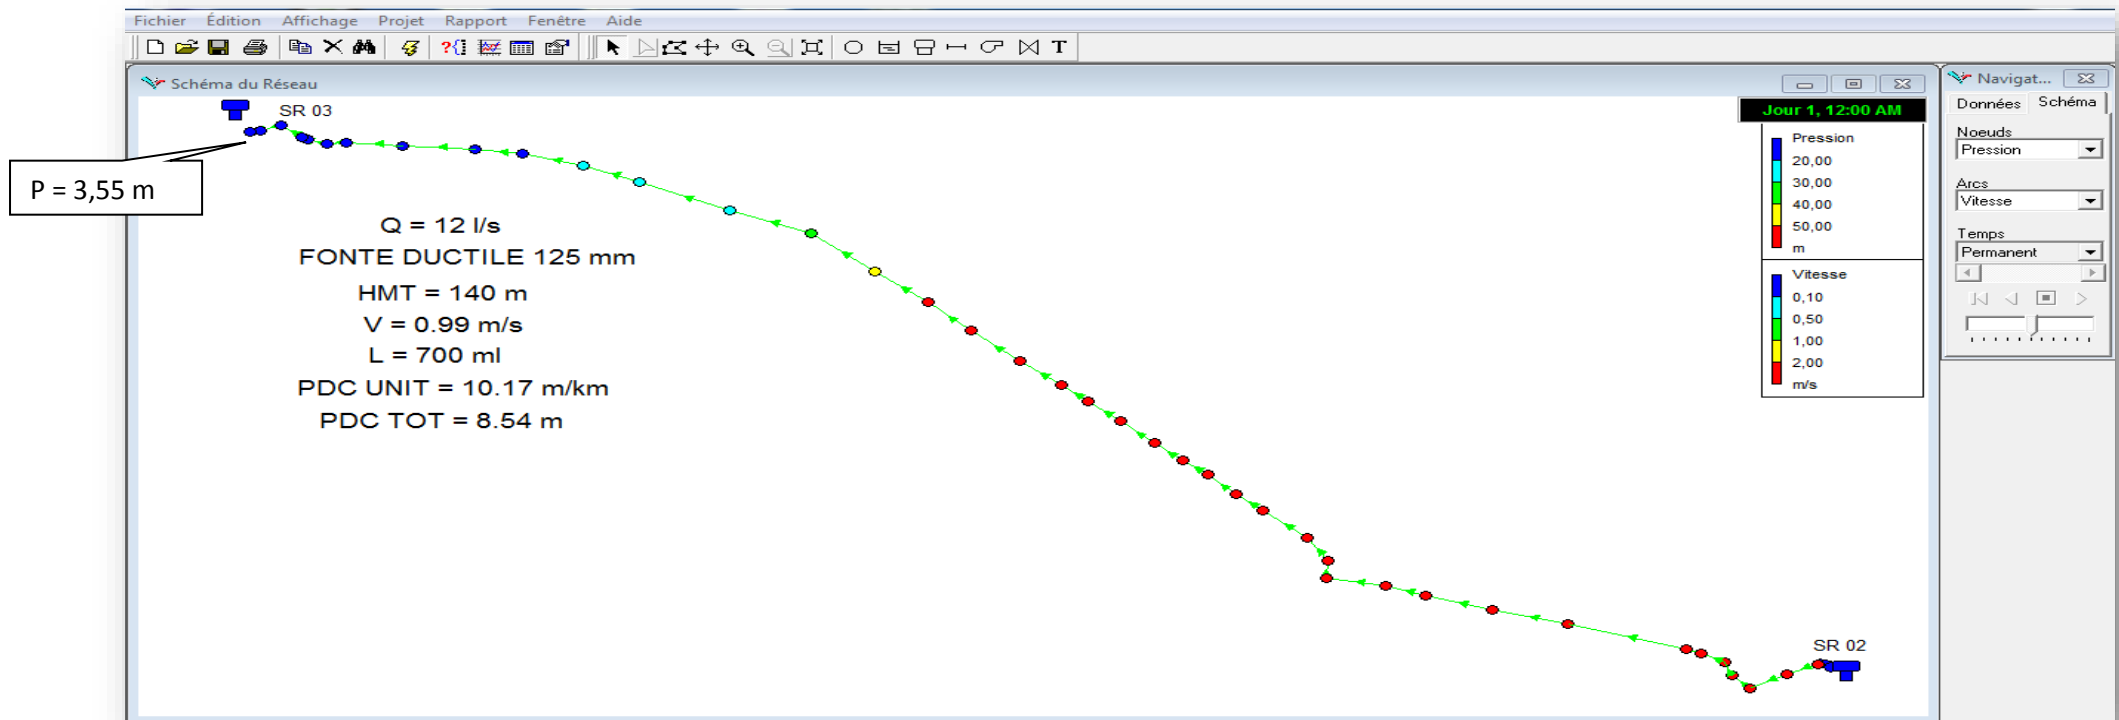 Fichier Édition Affichage Projet Rapport Fenêtre Aide
T
Schéma du Réseau
SR 03
P = 3,55 m
Q = 12 l/s
FONTE DUCTILE 125 mm
HMT = 140 m
V = 0.99 m/s
L = 700 ml
PDC UNIT = 10.17 m/km
PDC TOT = 8.54 m
SR 02
Jour 1, 12:00 AM
Pression
20,00
30,00
40,00
50,00
m
Vitesse
0,10
0,50
1,00
2,00
m/s
Navigat...
Données Schéma
Noeuds
Pression
Arcs
Vitesse
Temps
Permanent